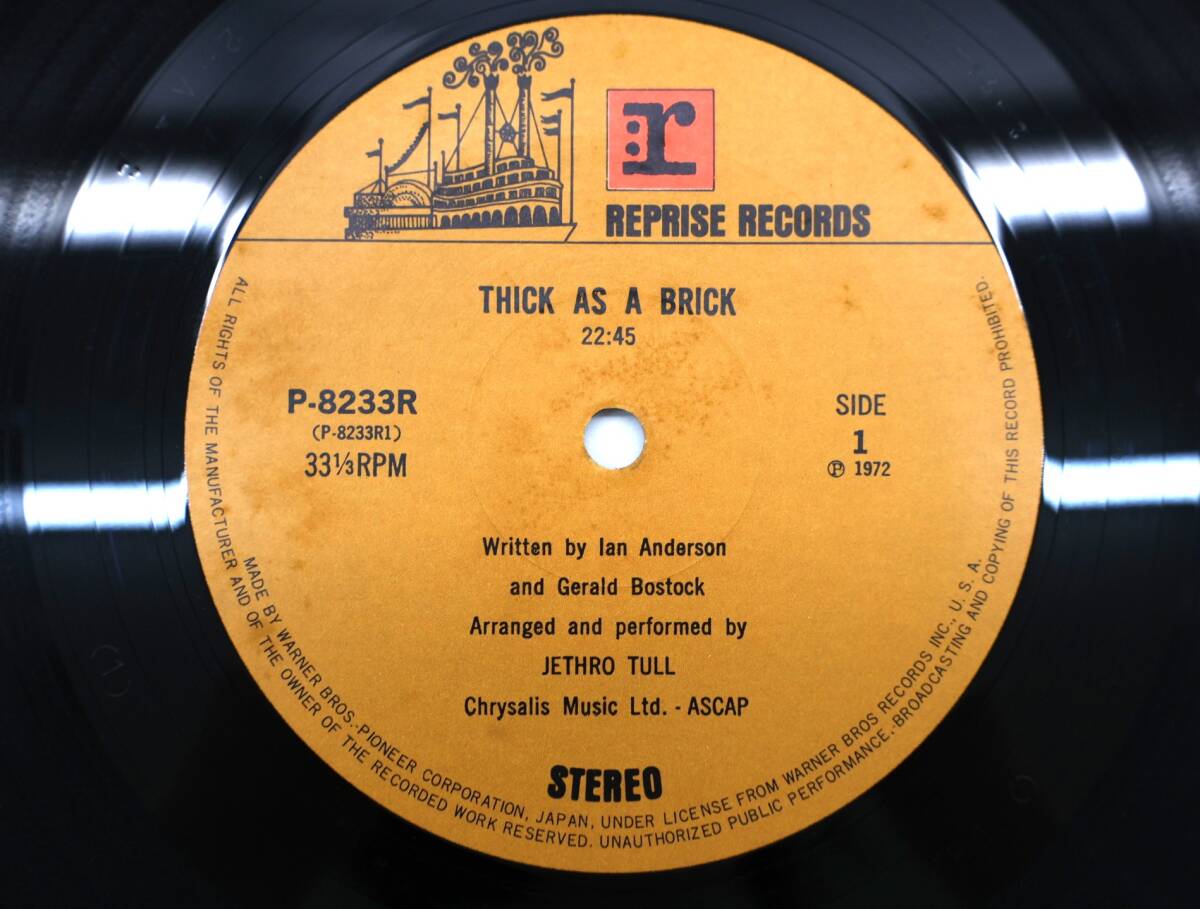 r
REPRISE RECORDS
THICK AS A BRICK
22:45
P-8233R
(P-8233R1)
33⅓RPM
SIDE
1
Ⓟ 1972
Written by Ian Anderson
and Gerald Bostock
Arranged and performed by
JETHRO TULL
Chrysalis Music Ltd. - ASCAP
STEREO
MADE BY WARNER BROS.-PIONEER CORPORATION, JAPAN, UNDER LICENSE FROM WARNER BROS RECORDS INC., U. S. A.
ALL RIGHTS OF THE MANUFACTURER AND OF THE OWNER OF THE RECORDED WORK RESERVED. UNAUTHORIZED PUBLIC PERFORMANCE.-BROADCASTING AND COPYING OF THIS RECORD PROHIBITED.
(1)